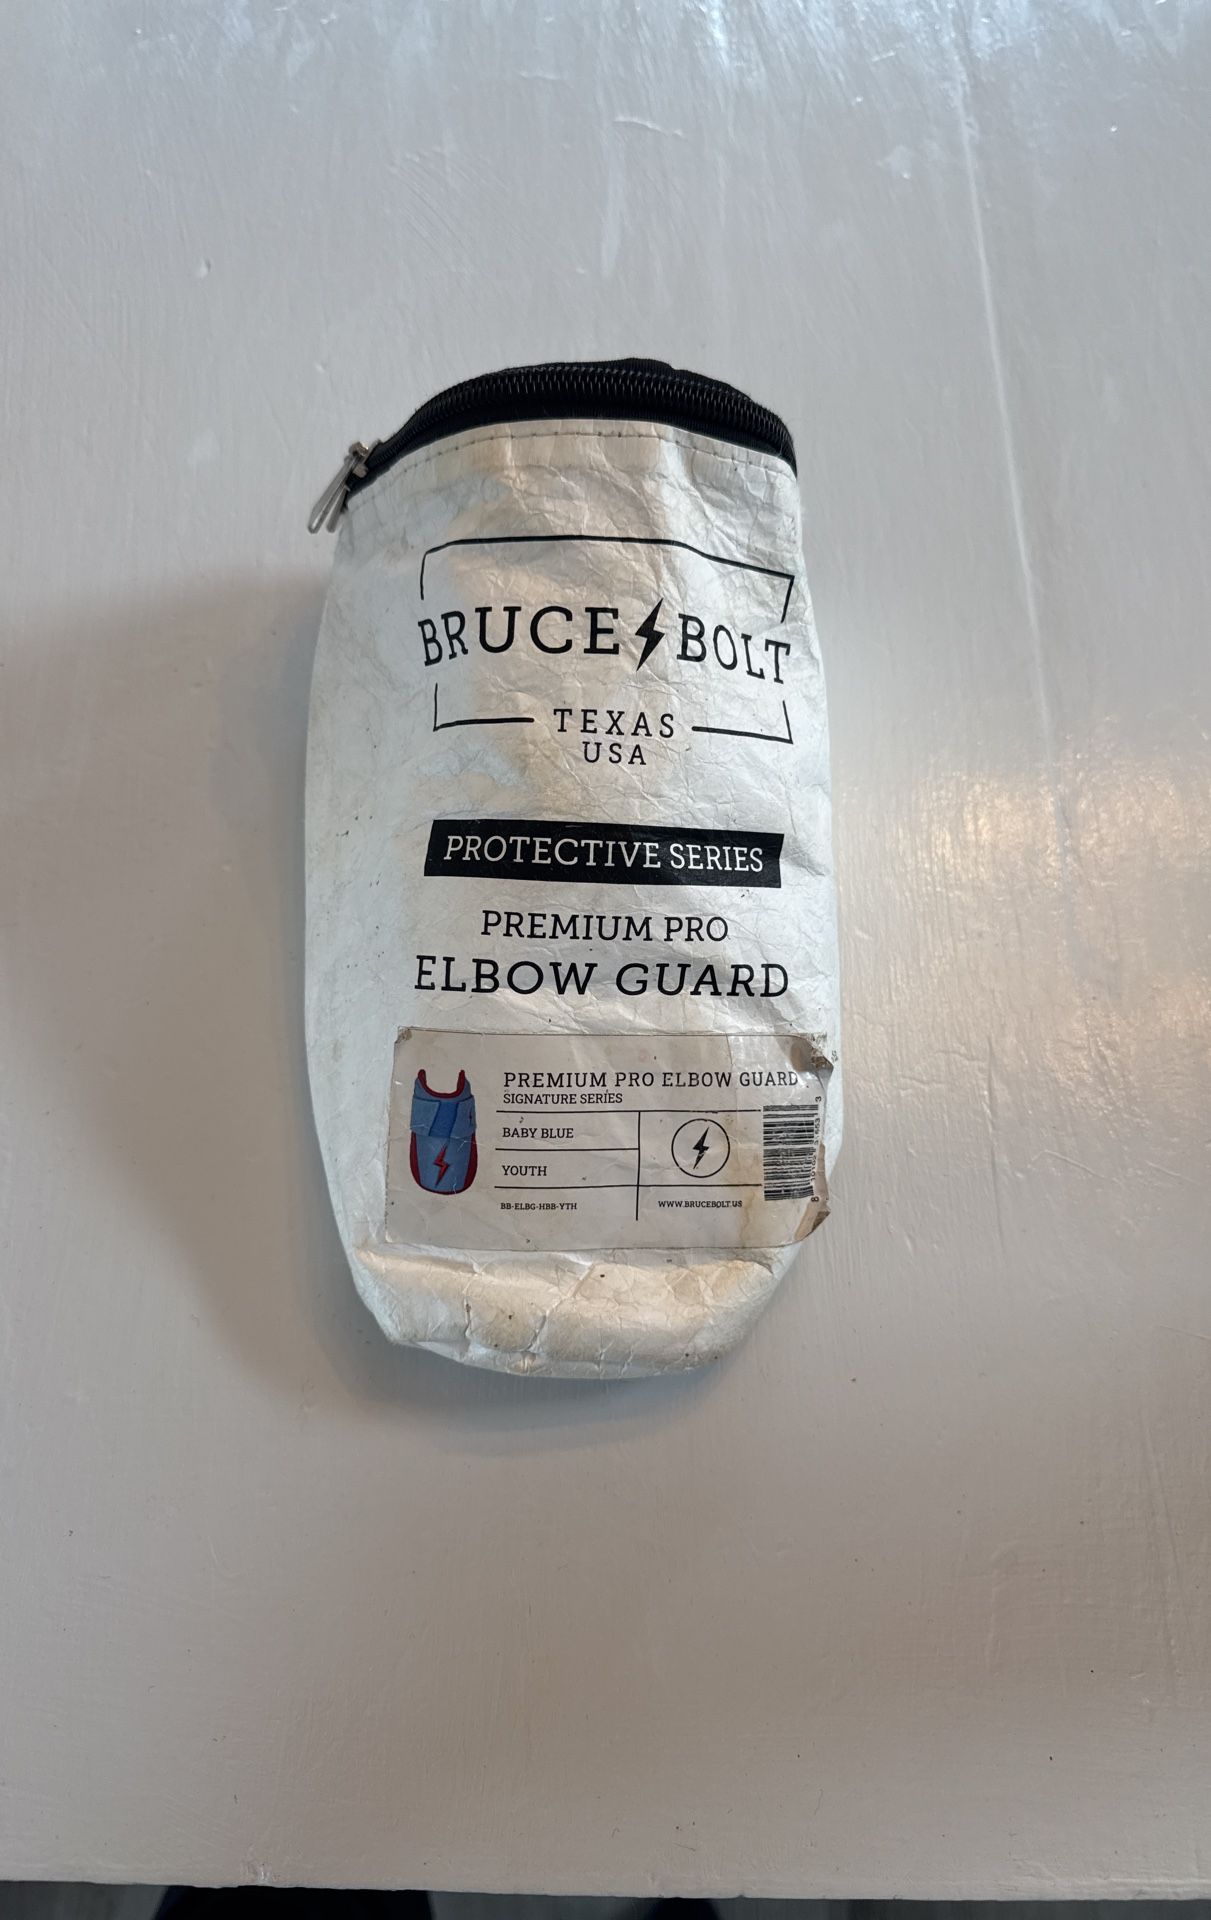 BRUCE BOLT
TEXAS
USA
PROTECTIVE SERIES
PREMIUM PRO
ELBOW GUARD
PREMIUM PRO ELBOW GUARD
SIGNATURE SERIES
BABY BLUE
YOUTH
BB-ELBG-HBB-YTH
WWW.BRUCEBOLT.US